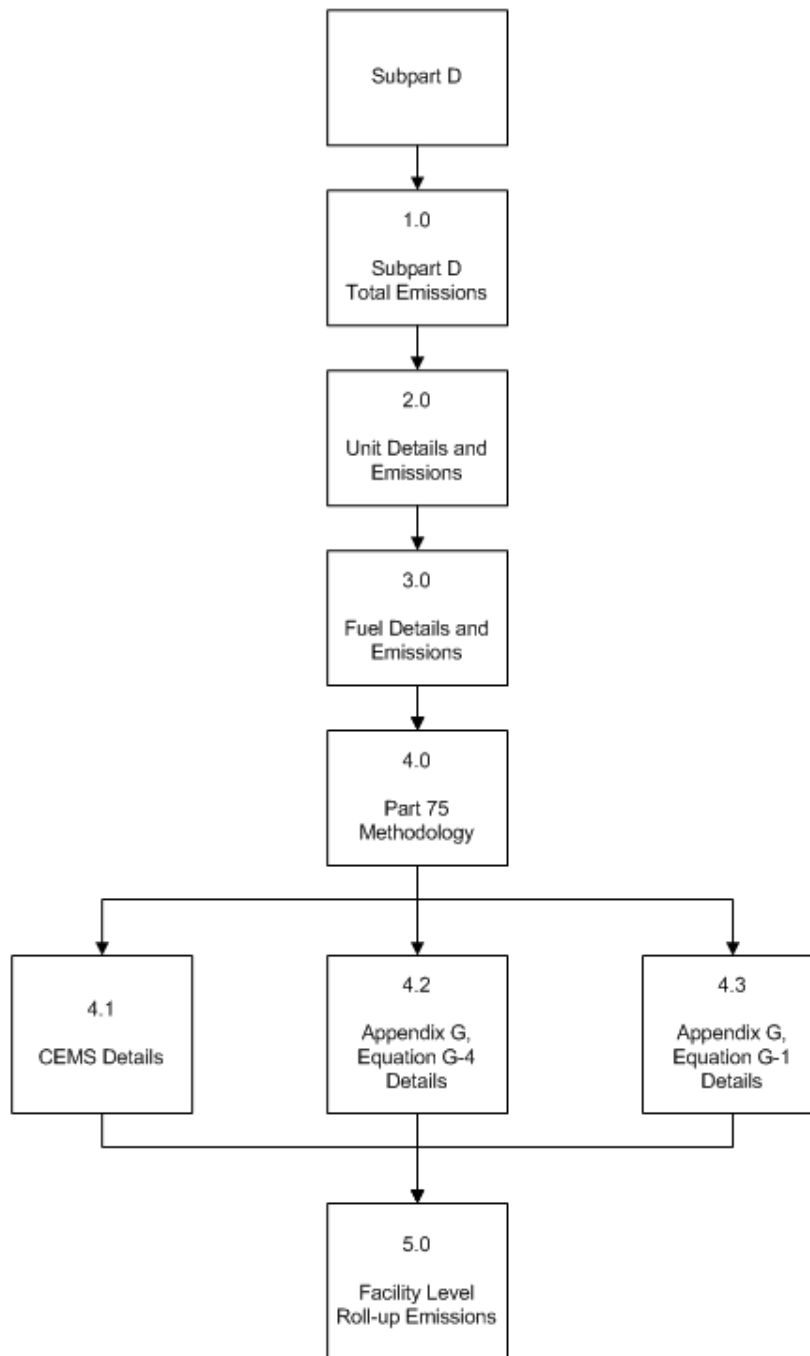 Subpart D
1.0
Subpart D
Total Emissions
2.0
Unit Details and
Emissions
3.0
Fuel Details and
Emissions
4.0
Part 75
Methodology
4.1
CEMS Details
4.2
Appendix G,
Equation G-4
Details
4.3
Appendix G,
Equation G-1
Details
5.0
Facility Level
Roll-up Emissions